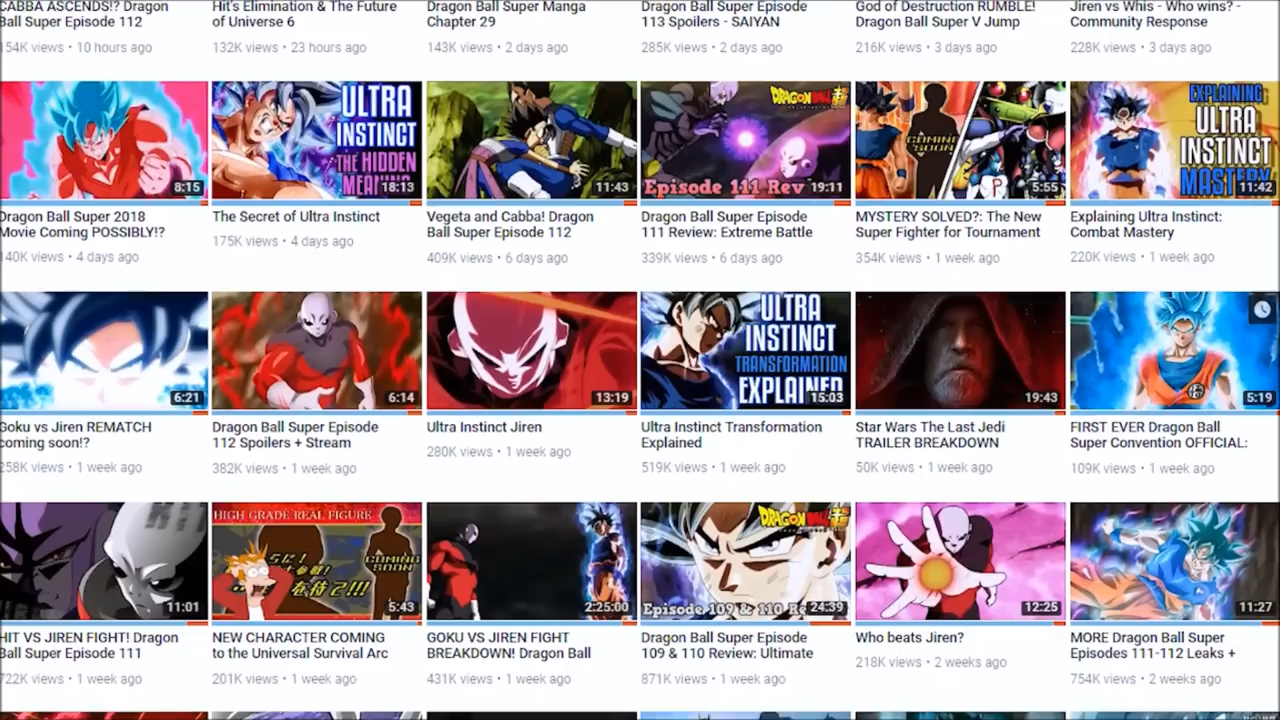 CABBA ASCENDS!? Dragon
Ball Super Episode 112
154K views • 10 hours ago
Hit's Elimination & The Future
of Universe 6
132K views • 23 hours ago
Dragon Ball Super Manga
Chapter 29
143K views • 2 days ago
Dragon Ball Super Episode
113 Spoilers - SAIYAN
285K views • 2 days ago
God of Destruction RUMBLE!
Dragon Ball Super V Jump
216K views • 3 days ago
Jiren vs Whis - Who wins? -
Community Response
228K views • 3 days ago
8:15
Dragon Ball Super 2018
Movie Coming POSSIBLY!?
140K views • 4 days ago
ULTRA
INSTINCT
THE HIDDEN
MEANING
18:13
The Secret of Ultra Instinct
175K views • 4 days ago
11:43
Vegeta and Cabba! Dragon
Ball Super Episode 112
409K views • 6 days ago
DRAGON BALL
Episode 111 Rev
19:11
Dragon Ball Super Episode
111 Review: Extreme Battle
339K views • 6 days ago
COMING
SOON
P
5:55
MYSTERY SOLVED?: The New
Super Fighter for Tournament
354K views • 1 week ago
EXPLAINING
ULTRA
INSTINCT
MASTERY
11:42
Explaining Ultra Instinct:
Combat Mastery
220K views • 1 week ago
6:21
Goku vs Jiren REMATCH
coming soon!?
258K views • 1 week ago
6:14
Dragon Ball Super Episode
112 Spoilers + Stream
382K views • 1 week ago
13:19
Ultra Instinct Jiren
280K views • 1 week ago
ULTRA
INSTINCT
TRANSFORMATION
EXPLAINED
15:03
Ultra Instinct Transformation
Explained
519K views • 1 week ago
19:43
Star Wars The Last Jedi
TRAILER BREAKDOWN
50K views • 1 week ago
5:19
FIRST EVER Dragon Ball
Super Convention OFFICIAL:
109K views • 1 week ago
11:01
HIT VS JIREN FIGHT! Dragon
Ball Super Episode 111
722K views • 1 week ago
HIGH GRADE REAL FIGURE
COMING
SOON
5:43
NEW CHARACTER COMING
to the Universal Survival Arc
201K views • 1 week ago
2:25:00
GOKU VS JIREN FIGHT
BREAKDOWN! Dragon Ball
431K views • 1 week ago
DRAGON BALL
Episode 109 & 110 Re
24:39
Dragon Ball Super Episode
109 & 110 Review: Ultimate
871K views • 1 week ago
12:25
Who beats Jiren?
218K views • 2 weeks ago
11:27
MORE Dragon Ball Super
Episodes 111-112 Leaks +
754K views • 2 weeks ago